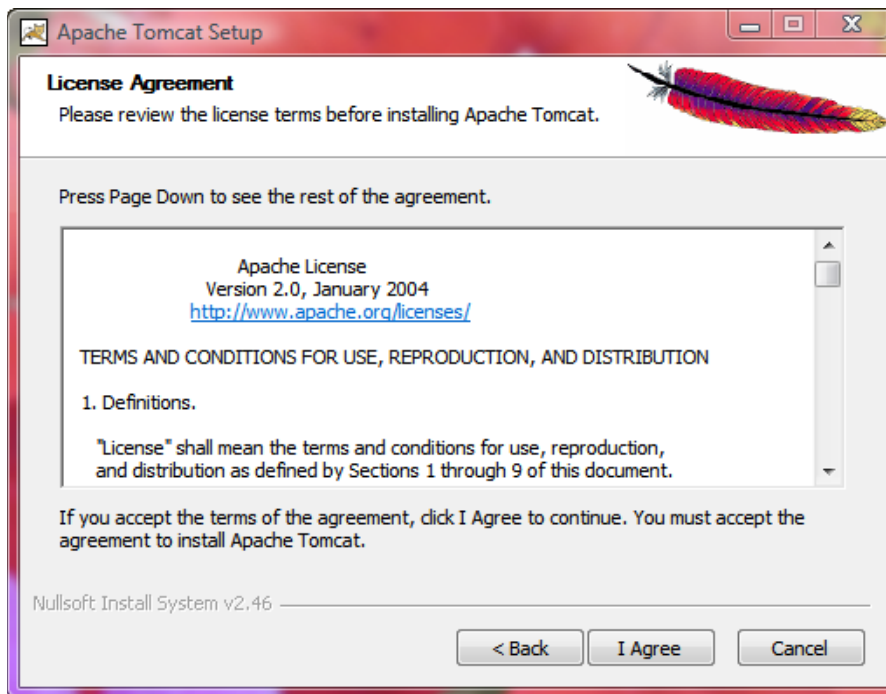 Apache Tomcat Setup
License Agreement
Please review the license terms before installing Apache Tomcat.
Press Page Down to see the rest of the agreement.
Apache License
Version 2.0, January 2004
http://www.apache.org/licenses/
TERMS AND CONDITIONS FOR USE, REPRODUCTION, AND DISTRIBUTION
1. Definitions.
"License" shall mean the terms and conditions for use, reproduction,
and distribution as defined by Sections 1 through 9 of this document.
If you accept the terms of the agreement, click I Agree to continue. You must accept the
agreement to install Apache Tomcat.
Nullsoft Install System v2.46
< Back I Agree Cancel